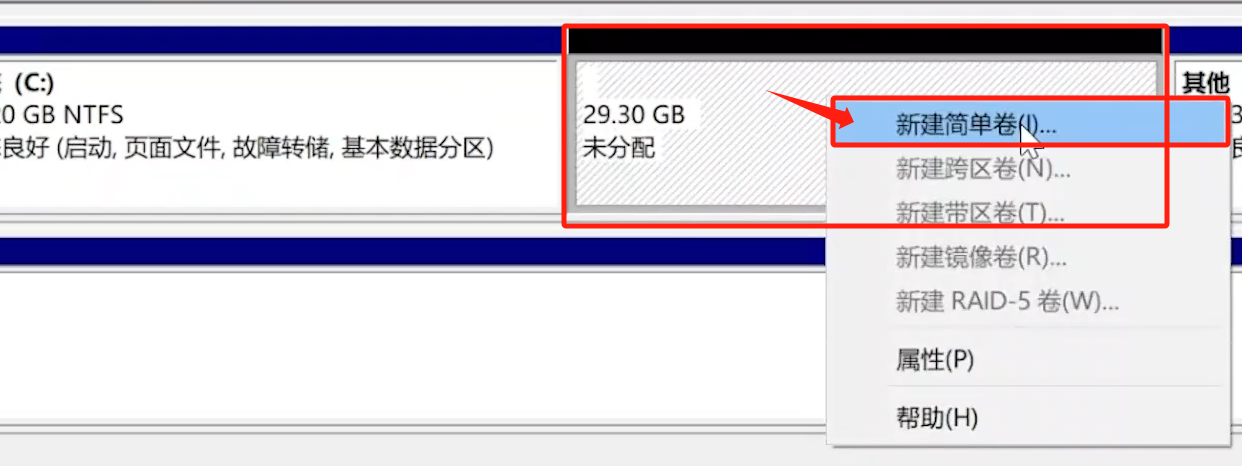 (C:)
0 GB NTFS
良好 (启动, 页面文件, 故障转储, 基本数据分区)
29.30 GB
未分配
其他
新建简单卷(I)...
新建跨区卷(N)...
新建带区卷(T)...
新建镜像卷(R)...
新建 RAID-5 卷(W)...
属性(P)
帮助(H)